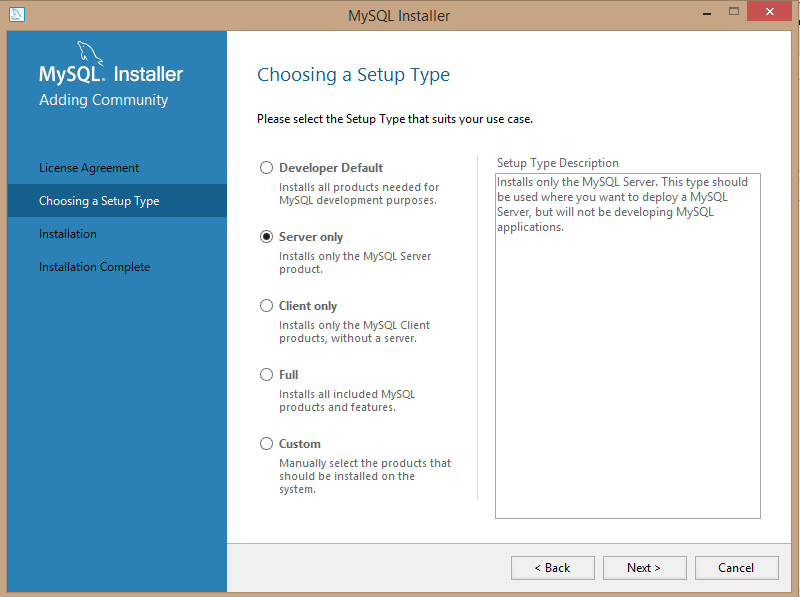 MySQL Installer
MySQL. Installer
Adding Community
License Agreement
Choosing a Setup Type
Installation
Installation Complete
Choosing a Setup Type
Please select the Setup Type that suits your use case.
Developer Default
Installs all products needed for
MySQL development purposes.
Server only
Installs only the MySQL Server
product.
Client only
Installs only the MySQL Client
products, without a server.
Full
Installs all included MySQL
products and features.
Custom
Manually select the products that
should be installed on the
system.
Setup Type Description
Installs only the MySQL Server. This type should
be used where you want to deploy a MySQL
Server, but will not be developing MySQL
applications.
< Back
Next >
Cancel